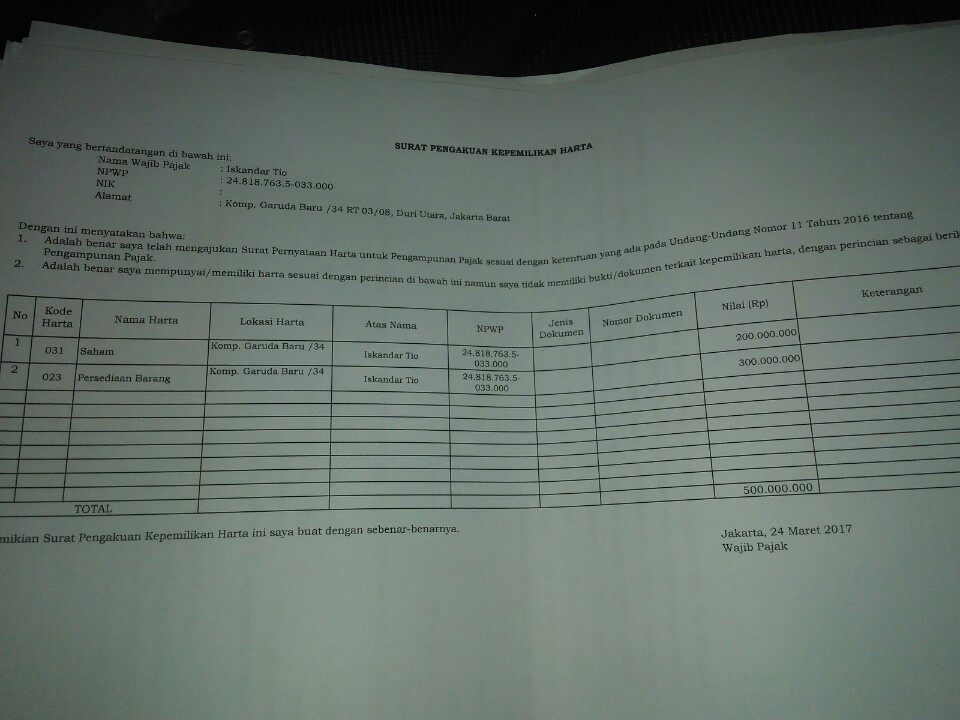 SURAT PENGAKUAN KEPEMILIKAN HARTA
Saya yang bertandatangan di bawah ini:
Nama Wajib Pajak : Iskandar Tio
NPWP : 24.818.763.5-033.000
NIK :
Alamat : Komp. Garuda Baru /34 RT 03/08, Duri Utara, Jakarta Barat
Dengan ini menyatakan bahwa:
1. Adalah benar saya telah mengajukan Surat Pernyataan Harta untuk Pengampunan Pajak sesuai dengan ketentuan yang ada pada Undang-Undang Nomor 11 Tahun 2016 tentang
Pengampunan Pajak.
2. Adalah benar saya mempunyai/memiliki harta sesuai dengan perincian di bawah ini namun saya tidak memiliki bukti/dokumen terkait kepemilikan harta, dengan perincian sebagai berik
No Kode Harta Nama Harta Lokasi Harta Atas Nama NPWP Jenis Dokumen Nomor Dokumen Nilai (Rp) Keterangan
1 031 Saham Komp. Garuda Baru /34 Iskandar Tio 24.818.763.5-033.000 200.000.000
2 023 Persediaan Barang Komp. Garuda Baru /34 Iskandar Tio 24.818.763.5-033.000 300.000.000
TOTAL 500.000.000
mikian Surat Pengakuan Kepemilikan Harta ini saya buat dengan sebenar-benarnya.
Jakarta, 24 Maret 2017
Wajib Pajak